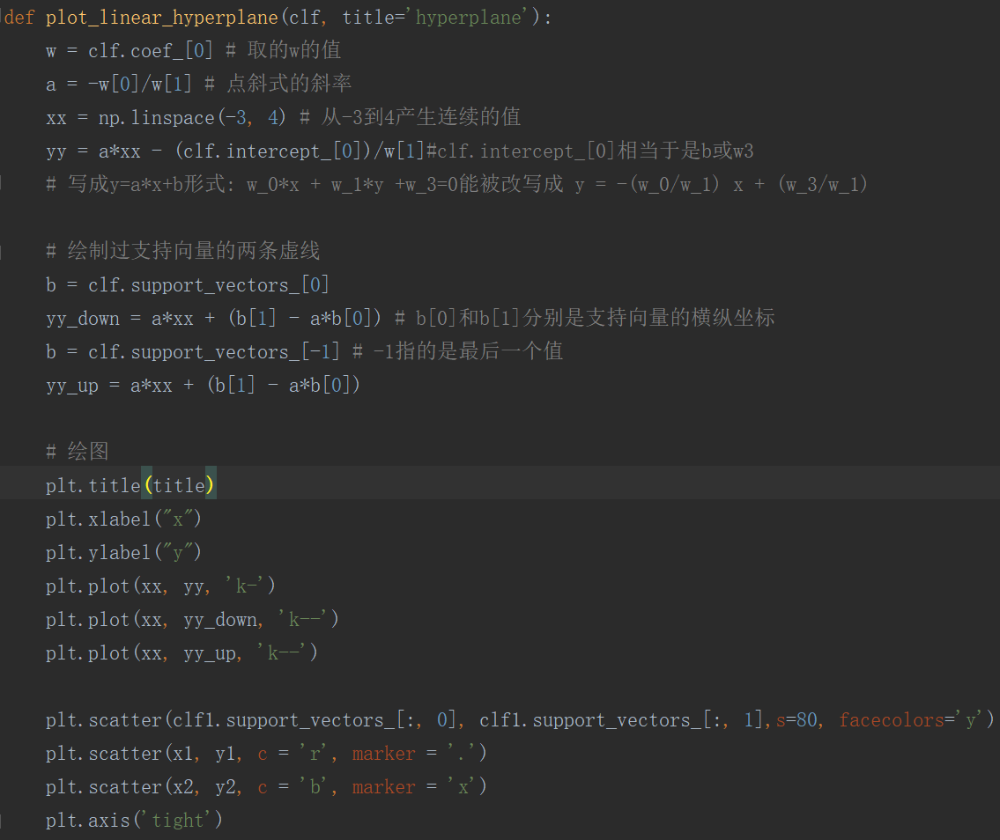 def plot_linear_hyperplane(clf, title='hyperplane'):
    w = clf.coef_[0] # 取的w的值
    a = -w[0]/w[1] # 点斜式的斜率
    xx = np.linspace(-3, 4) # 从-3到4产生连续的值
    yy = a*xx - (clf.intercept_[0])/w[1]#clf.intercept_[0]相当于是b或w3
    # 写成y=a*x+b形式: w_0*x + w_1*y +w_3=0能被改写成 y = -(w_0/w_1) x + (w_3/w_1)

    # 绘制过支持向量的两条虚线
    b = clf.support_vectors_[0]
    yy_down = a*xx + (b[1] - a*b[0]) # b[0]和b[1]分别是支持向量的横纵坐标
    b = clf.support_vectors_[-1] # -1指的是最后一个值
    yy_up = a*xx + (b[1] - a*b[0])

    # 绘图
    plt.title(title)
    plt.xlabel("x")
    plt.ylabel("y")
    plt.plot(xx, yy, 'k-')
    plt.plot(xx, yy_down, 'k--')
    plt.plot(xx, yy_up, 'k--')

    plt.scatter(clf1.support_vectors_[:, 0], clf1.support_vectors_[:, 1],s=80, facecolors='y')
    plt.scatter(x1, y1, c = 'r', marker = '.')
    plt.scatter(x2, y2, c = 'b', marker = 'x')
    plt.axis('tight')